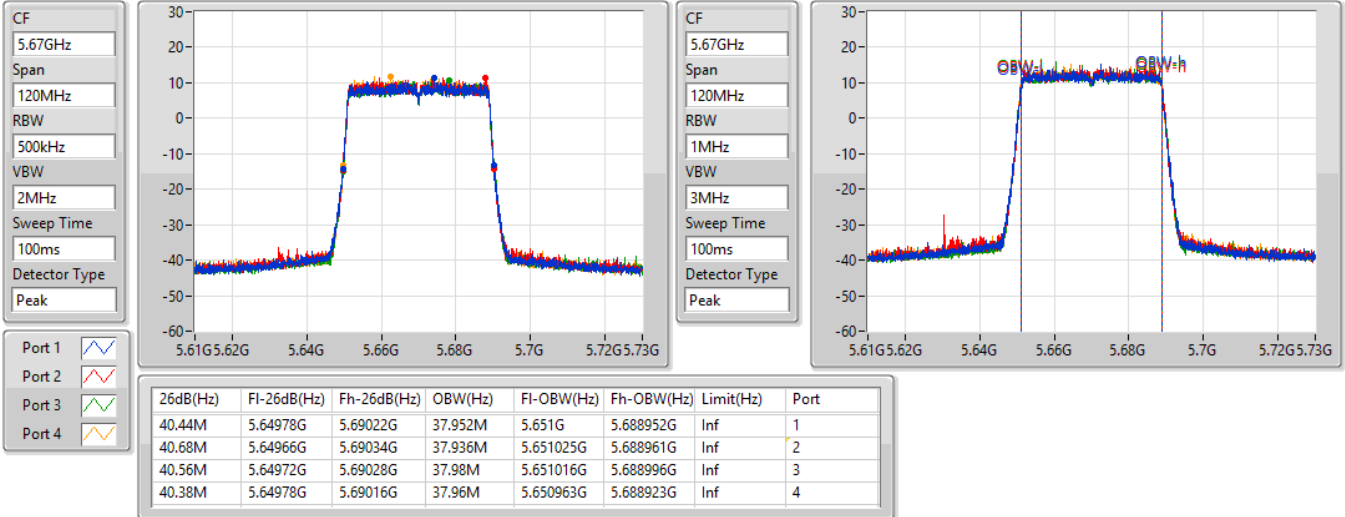 CF
5.67GHz
Span
120MHz
RBW
500kHz
VBW
2MHz
Sweep Time
100ms
Detector Type
Peak
30
20
10
0
-10
-20
-30
-40
-50
-60
5.61G 5.62G 5.64G 5.66G 5.68G 5.7G 5.72G 5.73G
CF
5.67GHz
Span
120MHz
RBW
1MHz
VBW
3MHz
Sweep Time
100ms
Detector Type
Peak
30
20
10
0
-10
-20
-30
-40
-50
-60
OBW-l OBW-h
5.61G 5.62G 5.64G 5.66G 5.68G 5.7G 5.72G 5.73G
Port 1
Port 2
Port 3
Port 4
26dB(Hz) Fl-26dB(Hz) Fh-26dB(Hz) OBW(Hz) Fl-OBW(Hz) Fh-OBW(Hz) Limit(Hz) Port
40.44M 5.64978G 5.69022G 37.952M 5.651G 5.688952G Inf 1
40.68M 5.64966G 5.69034G 37.936M 5.651025G 5.688961G Inf 2
40.56M 5.64972G 5.69028G 37.98M 5.651016G 5.688996G Inf 3
40.38M 5.64978G 5.69016G 37.96M 5.650963G 5.688923G Inf 4